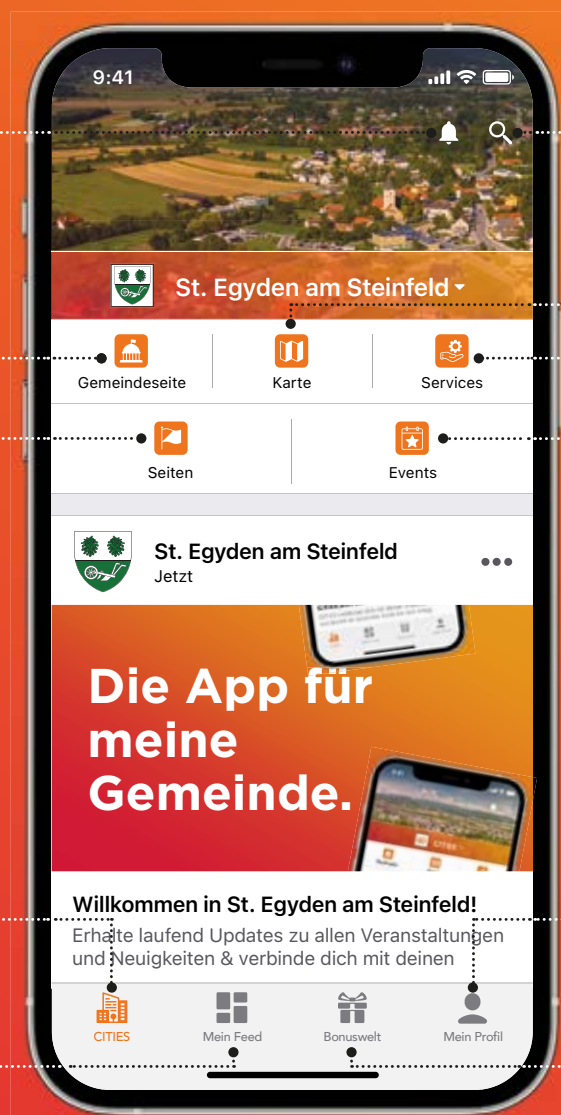 9:41
St. Egyden am Steinfeld
Gemeindeseite
Karte
Services
Seiten
Events
St. Egyden am Steinfeld
Jetzt
Die App für
meine
Gemeinde.
CITIES
Willkommen in St. Egyden am Steinfeld!
Erhalte laufend Updates zu allen Veranstaltungen
und Neuigkeiten & verbinde dich mit deinen
CITIES
Mein Feed
Bonuswelt
Mein Profil